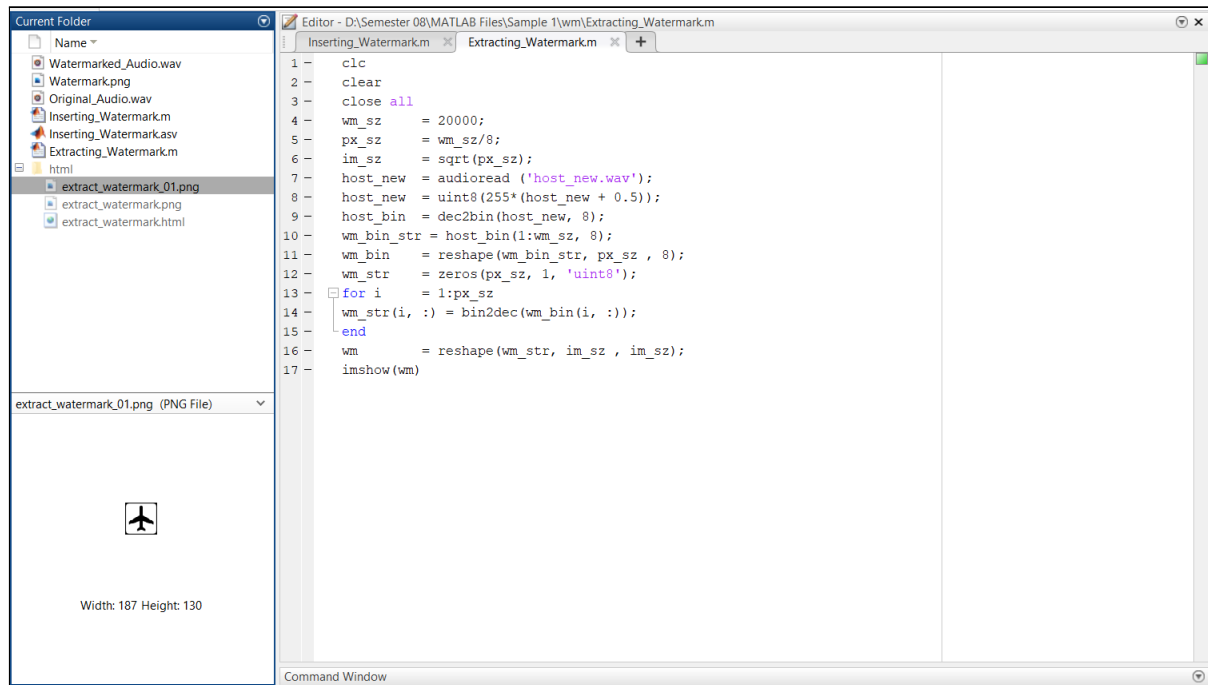 Current Folder
Name
Watermarked_Audio.wav
Watermark.png
Original_Audio.wav
Inserting_Watermark.m
Inserting_Watermark.asv
Extracting_Watermark.m
html
extract_watermark_01.png
extract_watermark.png
extract_watermark.html
extract_watermark_01.png (PNG File)
Width: 187 Height: 130
Editor - D:\Semester 08\MATLAB Files\Sample 1\wm\Extracting_Watermark.m
Inserting_Watermark.m Extracting_Watermark.m +
1 - clc
2 - clear
3 - close all
4 - wm_sz = 20000;
5 - px_sz = wm_sz/8;
6 - im_sz = sqrt(px_sz);
7 - host_new = audioread ('host_new.wav');
8 - host_new = uint8(255*(host_new + 0.5));
9 - host_bin = dec2bin(host_new, 8);
10 - wm_bin_str = host_bin(1:wm_sz, 8);
11 - wm_bin = reshape(wm_bin_str, px_sz , 8);
12 - wm_str = zeros(px_sz, 1, 'uint8');
13 - for i = 1:px_sz
14 - wm_str(i, :) = bin2dec(wm_bin(i, :));
15 - end
16 - wm = reshape(wm_str, im_sz , im_sz);
17 - imshow(wm)
Command Window